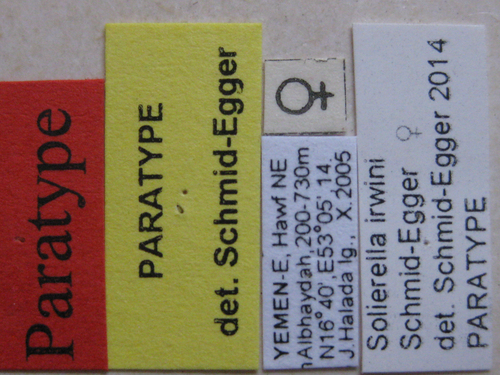 Paratype
PARATYPE
det. Schmid-Egger
♀
YEMEN-E, Hawf NE
Albhaydah, 200-730m
N16°40' E53°05' 14.
J.Halada lg., X.2005
Solierella irwini ♀
Schmid-Egger
det. Schmid-Egger 2014
PARATYPE